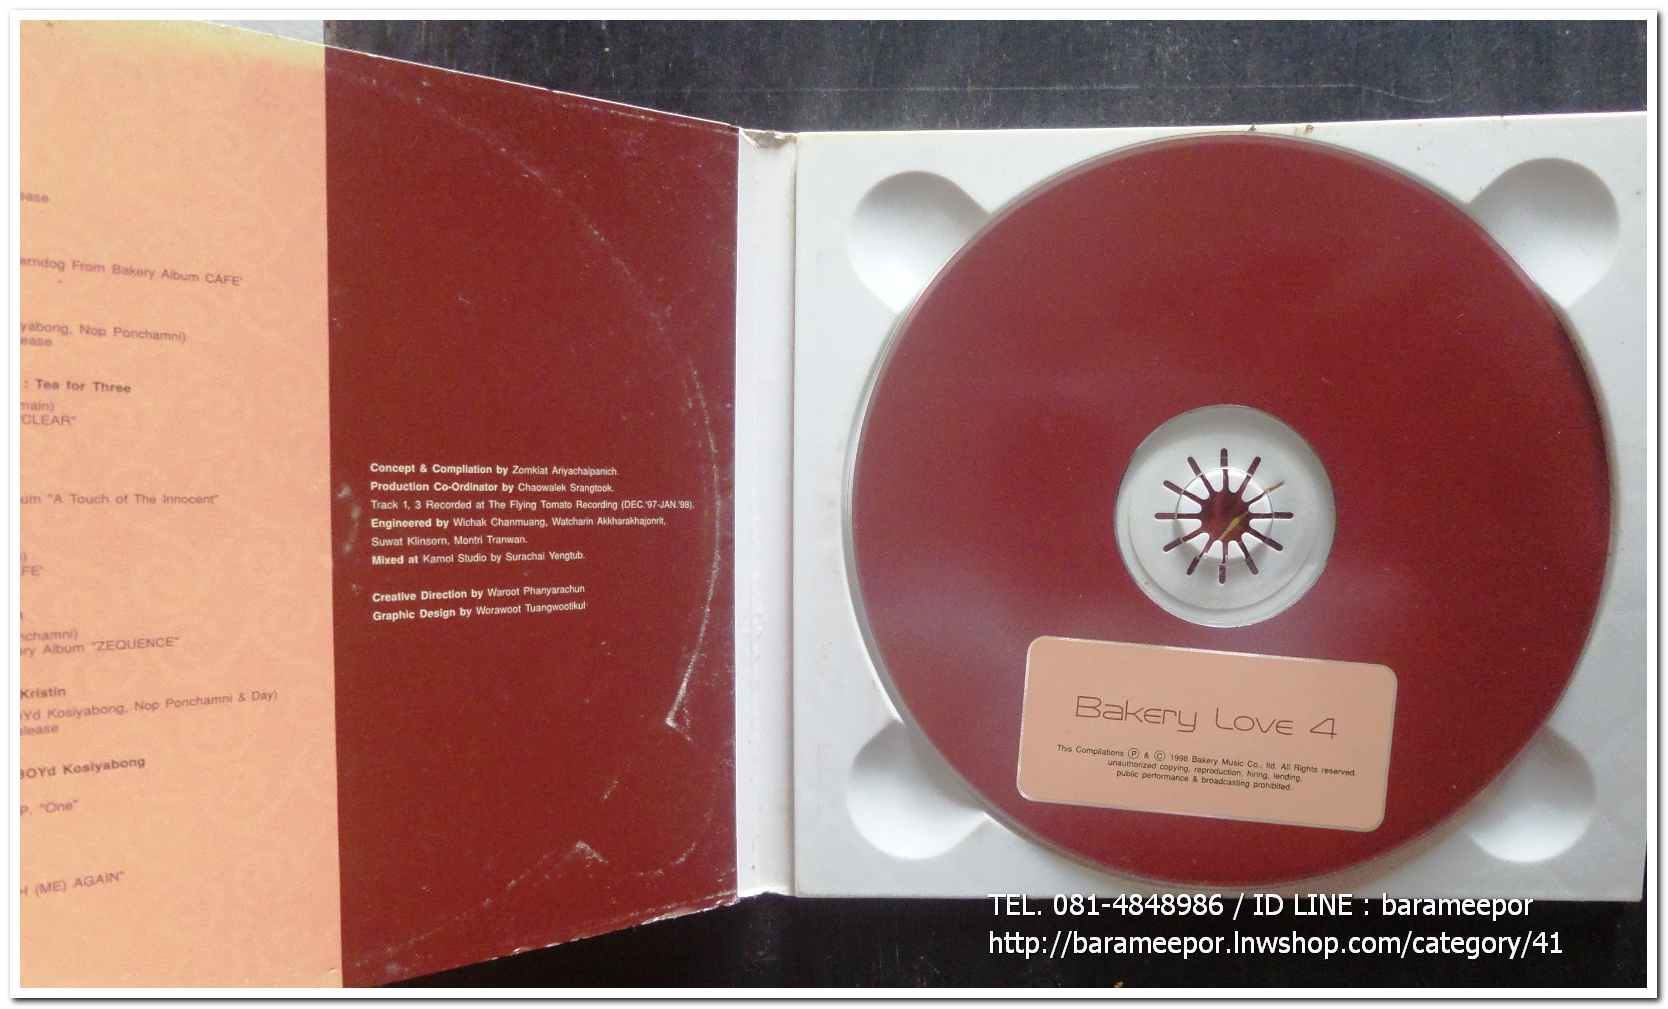 ease
erndog From Bakery Album CAFE'
yabong, Nop Ponchamni)
lease
: Tea for Three
main)
"CLEAR"
um "A Touch of The Innocent"
FE'
nchamni)
ery Album "ZEQUENCE"
Kristin
OYd Kosiyabong, Nop Ponchamni & Day)
elease
BOYd Kosiyabong
P. "One"
H (ME) AGAIN"
Concept & Compliation by Zomkiat Ariyachaipanich.
Production Co-Ordinator by Chaowalek Srangtook.
Track 1, 3 Recorded at The Flying Tomato Recording (DEC.'97-JAN.'98).
Engineered by Wichak Chanmuang, Watcharin Akkharakhajonrit,
Suwat Klinsorn, Montri Tranwan.
Mixed at Kamol Studio by Surachai Yengtub.
Creative Direction by Waroot Phanyarachun
Graphic Design by Worawoot Tuangwootikul
Bakery Love 4
This Compilations Ⓟ & Ⓒ 1998 Bakery Music Co., ltd. All Rights reserved.
unauthorized copying, reproduction, hiring, lending,
public performance & broadcasting prohibited.
TEL. 081-4848986 / ID LINE : barameepor
http://barameepor.lnwshop.com/category/41